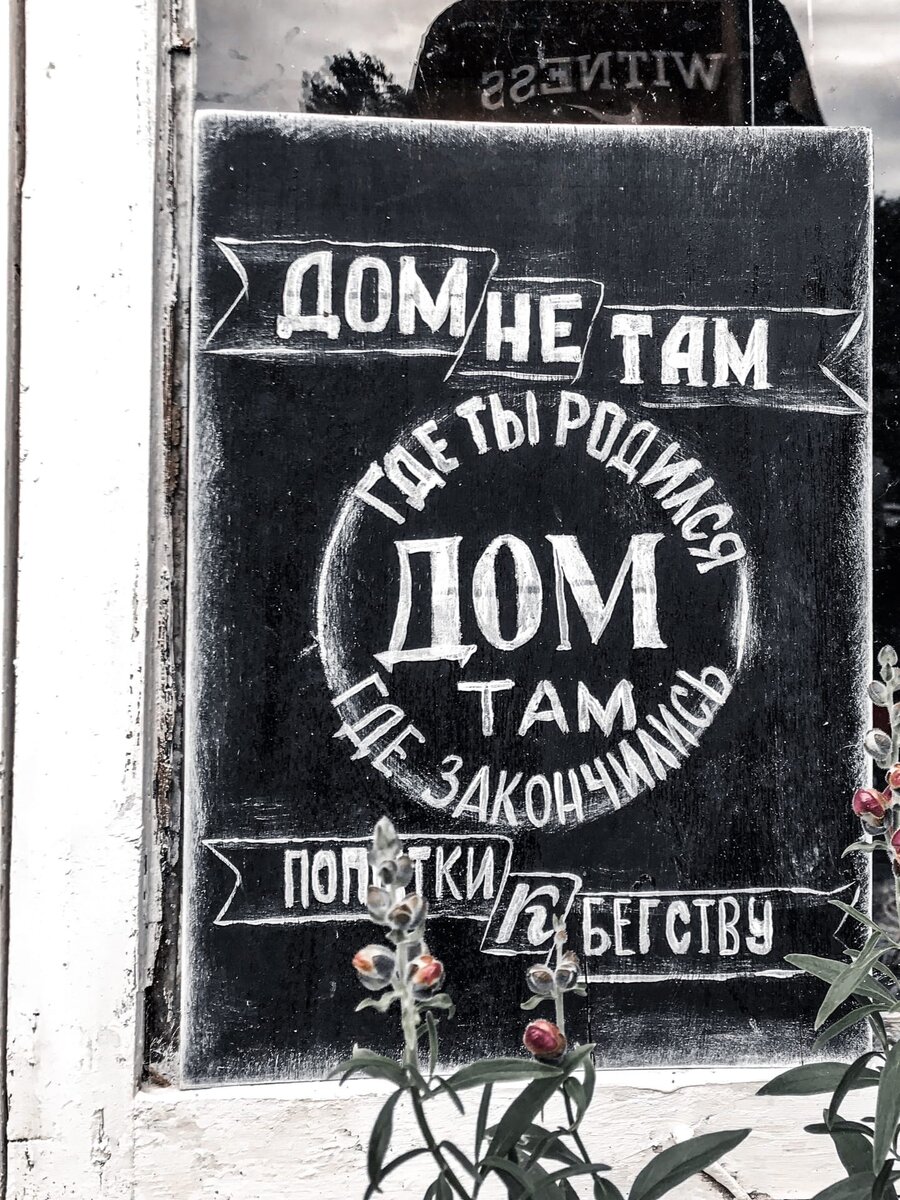 WITNESS
ДОМ НЕ ТАМ
ГДЕ ТЫ РОДИЛСЯ
ДОМ
ТАМ
ГДЕ ЗАКОНЧИЛИСЬ
ПОПЫТКИ К БЕГСТВУ